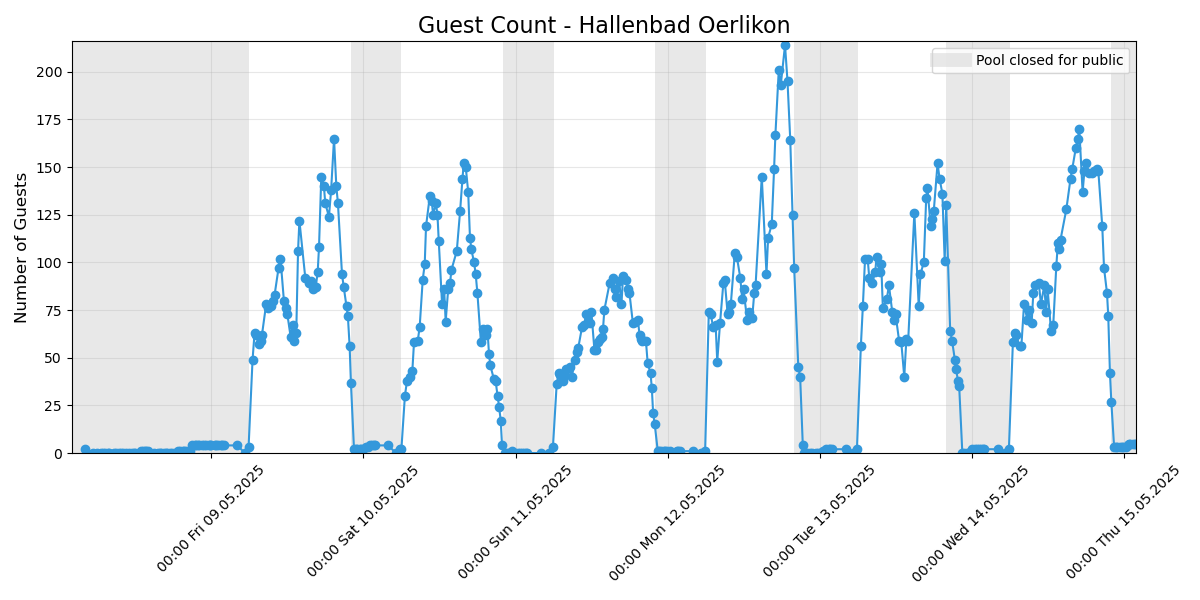 Guest Count - Hallenbad Oerlikon
Pool closed for public
Number of Guests
200
175
150
125
100
75
50
25
0
00:00 Fri 09.05.2025
00:00 Sat 10.05.2025
00:00 Sun 11.05.2025
00:00 Mon 12.05.2025
00:00 Tue 13.05.2025
00:00 Wed 14.05.2025
00:00 Thu 15.05.2025